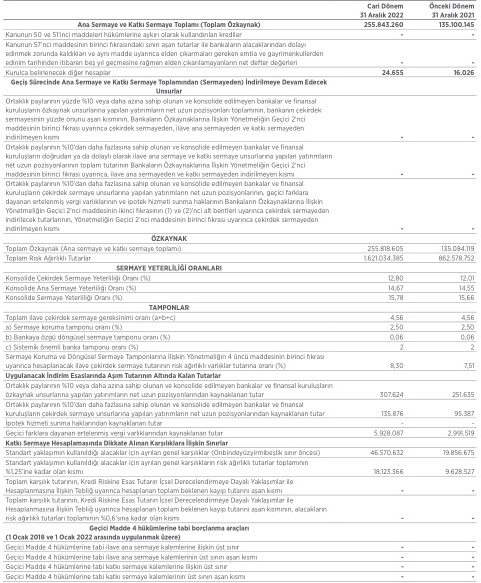 Cari Dönem Önceki Dönem
31 Aralık 2022 31 Aralık 2021
Ana Sermaye ve Katkı Sermaye Toplamı (Toplam Özkaynak) 255.843.260 135.100.145
Kanunun 50 ve 51'inci maddeleri hükümlerine aykırı olarak kullandırılan krediler - -
Kanunun 57'nci maddesinin birinci fıkrasındaki sınırı aşan tutarlar ile bankaların alacaklarından dolayı
edinmek zorunda kaldıkları ve aynı madde uyarınca elden çıkarmaları gereken emtia ve gayrimenkullerden
edinim tarihinden itibaren beş yıl geçmesine rağmen elden çıkarılamayanların net defter değerleri - -
Kurulca belirlenecek diğer hesaplar 24.655 16.026
Geçiş Sürecinde Ana Sermaye ve Katkı Sermaye Toplamından (Sermayeden) İndirilmeye Devam Edecek
Unsurlar
Ortaklık paylarının yüzde %10 veya daha azına sahip olunan ve konsolide edilmeyen bankalar ve finansal
kuruluşların özkaynak unsurlarına yapılan yatırımların net uzun pozisyonları toplamının, bankanın çekirdek
sermayesinin yüzde onunu aşan kısmının, Bankaların Özkaynaklarına İlişkin Yönetmeliğin Geçici 2'nci
maddesinin birinci fıkrası uyarınca çekirdek sermayeden, ilave ana sermayeden ve katkı sermayeden
indirilmeyen kısmı - -
Ortaklık paylarının %10'dan daha fazlasına sahip olunan ve konsolide edilmeyen bankalar ve finansal
kuruluşların doğrudan ya da dolaylı olarak ilave ana sermaye ve katkı sermaye unsurlarına yapılan yatırımların
net uzun pozisyonlarının toplam tutarının Bankaların Özkaynaklarına İlişkin Yönetmeliğin Geçici 2'nci
maddesinin birinci fıkrası uyarınca, ilave ana sermayeden ve katkı sermayeden indirilmeyen kısmı - -
Ortaklık paylarının %10'dan daha fazlasına sahip olunan ve konsolide edilmeyen bankalar ve finansal
kuruluşların çekirdek sermaye unsurlarına yapılan yatırımların net uzun pozisyonlarının, geçici farklara
dayanan ertelenmiş vergi varlıklarının ve ipotek hizmeti sunma haklarının Bankaların Özkaynaklarına İlişkin
Yönetmeliğin Geçici 2'nci maddesinin ikinci fıkrasının (1) ve (2)'nci alt bentleri uyarınca çekirdek sermayeden
indirilecek tutarlarının, Yönetmeliğin Geçici 2'nci maddesinin birinci fıkrası uyarınca çekirdek sermayeden
indirilmeyen kısmı - -
ÖZKAYNAK
Toplam Özkaynak (Ana sermaye ve katkı sermaye toplamı) 255.818.605 135.084.119
Toplam Risk Ağırlıklı Tutarlar 1.621.034.385 862.578.752
SERMAYE YETERLİLİĞİ ORANLARI
Konsolide Çekirdek Sermaye Yeterliliği Oranı (%) 12,80 12,01
Konsolide Ana Sermaye Yeterliliği Oranı (%) 14,67 14,55
Konsolide Sermaye Yeterliliği Oranı (%) 15,78 15,66
TAMPONLAR
Toplam ilave çekirdek sermaye gereksinimi oranı (a+b+c) 4,56 4,56
a) Sermaye koruma tamponu oranı (%) 2,50 2,50
b) Bankaya özgü döngüsel sermaye tamponu oranı (%) 0,06 0,06
c) Sistemik önemli banka tamponu oranı (%) 2 2
Sermaye Koruma ve Döngüsel Sermaye Tamponlarına İlişkin Yönetmeliğin 4 üncü maddesinin birinci fıkrası
uyarınca hesaplanacak ilave çekirdek sermaye tutarının risk ağırlıklı varlıklar tutarına oranı (%) 8,30 7,51
Uygulanacak İndirim Esaslarında Aşım Tutarının Altında Kalan Tutarlar
Ortaklık paylarının %10 veya daha azına sahip olunan ve konsolide edilmeyen bankalar ve finansal kuruluşların
özkaynak unsurlarına yapılan yatırımların net uzun pozisyonlarından kaynaklanan tutar 307.624 251.635
Ortaklık paylarının %10'dan daha fazlasına sahip olunan ve konsolide edilmeyen bankalar ve finansal
kuruluşların çekirdek sermaye unsurlarına yapılan yatırımların net uzun pozisyonlarından kaynaklanan tutar 135.876 95.387
İpotek hizmeti sunma haklarından kaynaklanan tutar - -
Geçici farklara dayanan ertelenmiş vergi varlıklarından kaynaklanan tutar 5.928.087 2.991.519
Katkı Sermaye Hesaplamasında Dikkate Alınan Karşılıklara İlişkin Sınırlar
Standart yaklaşımın kullanıldığı alacaklar için ayrılan genel karşılıklar (Onbindeyüzyirmibeşlik sınır öncesi) 46.570.632 19.856.675
Standart yaklaşımın kullanıldığı alacaklar için ayrılan genel karşılıkların risk ağırlıklı tutarlar toplamının
%1,25'ine kadar olan kısmı 18.123.366 9.628.527
Toplam karşılık tutarının, Kredi Riskine Esas Tutarın İçsel Derecelendirmeye Dayalı Yaklaşımlar ile
Hesaplanmasına İlişkin Tebliğ uyarınca hesaplanan toplam beklenen kayıp tutarını aşan kısmı - -
Toplam karşılık tutarının, Kredi Riskine Esas Tutarın İçsel Derecelendirmeye Dayalı Yaklaşımlar ile
Hesaplanmasına İlişkin Tebliğ uyarınca hesaplanan toplam beklenen kayıp tutarını aşan kısmının, alacakların
risk ağırlıklı tutarları toplamının %0,6'sına kadar olan kısmı - -
Geçici Madde 4 hükümlerine tabi borçlanma araçları
(1 Ocak 2018 ve 1 Ocak 2022 arasında uygulanmak üzere)
Geçici Madde 4 hükümlerine tabi ilave ana sermaye kalemlerine ilişkin üst sınır - -
Geçici Madde 4 hükümlerine tabi ilave ana sermaye kalemlerinin üst sınırı aşan kısmı - -
Geçici Madde 4 hükümlerine tabi katkı sermaye kalemlerine ilişkin üst sınır - -
Geçici Madde 4 hükümlerine tabi katkı sermaye kalemlerinin üst sınırı aşan kısmı - -